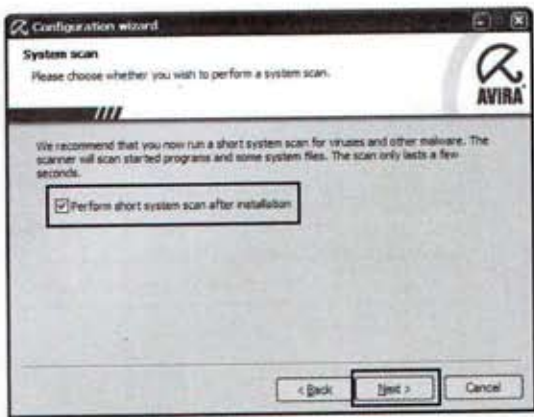 Configuration wizard
System scan
Please choose whether you wish to perform a system scan.
AVIRA
We recommend that you now run a short system scan for viruses and other malware. The
scanner will scan started programs and some system files. The scan only lasts a few
seconds.
Perform short system scan after installation
< Back
Next >
Cancel